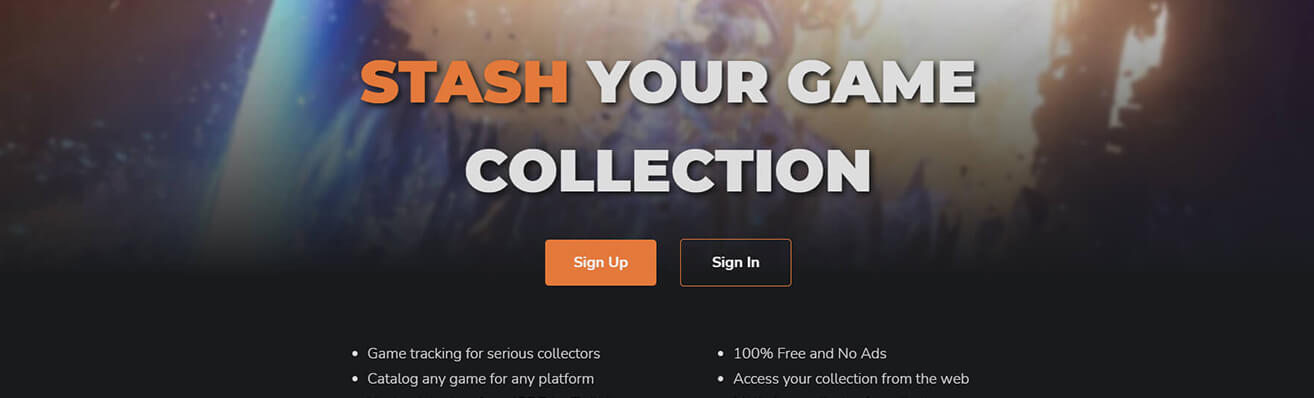 STASH YOUR GAME
COLLECTION
Sign Up
Sign In
Game tracking for serious collectors
Catalog any game for any platform
100% Free and No Ads
Access your collection from the web